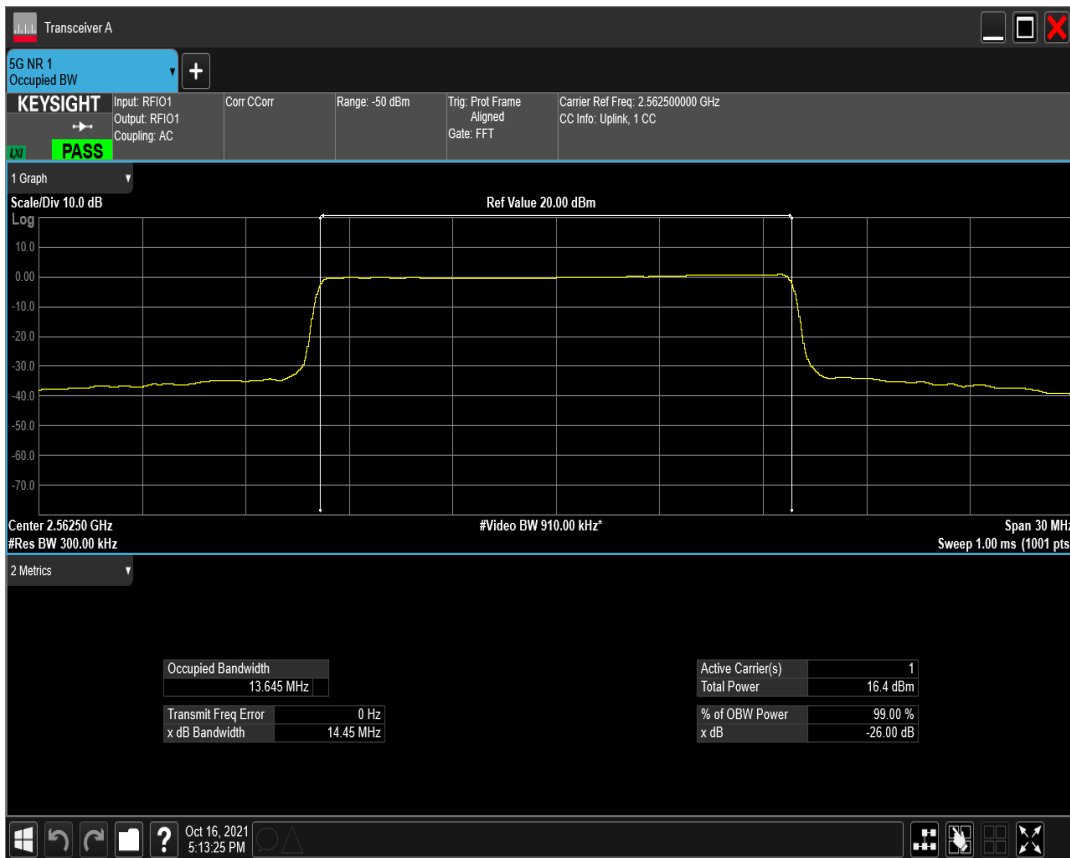 Transceiver A
5G NR 1
Occupied BW
+
KEYSIGHT
Input: RFIO1
Output: RFIO1
Coupling: AC
Corr CCorr
Range: -50 dBm
Trig: Prot Frame
Aligned
Gate: FFT
Carrier Ref Freq: 2.562500000 GHz
CC Info: Uplink, 1 CC
LXI
PASS
1 Graph
Scale/Div 10.0 dB
Ref Value 20.00 dBm
Log
10.0
0.00
-10.0
-20.0
-30.0
-40.0
-50.0
-60.0
-70.0
Center 2.56250 GHz
#Video BW 910.00 kHz*
Span 30 MHz
#Res BW 300.00 kHz
Sweep 1.00 ms (1001 pts
2 Metrics
Occupied Bandwidth
13.645 MHz
Transmit Freq Error 0 Hz
x dB Bandwidth 14.45 MHz
Active Carrier(s) 1
Total Power 16.4 dBm
% of OBW Power 99.00 %
x dB -26.00 dB
?
Oct 16, 2021
5:13:25 PM